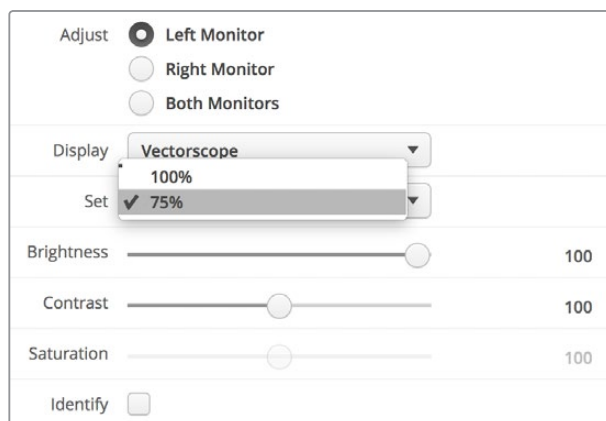 Adjust Left Monitor
Right Monitor
Both Monitors
Display Vectorscope
100%
Set 75%
Brightness 100
Contrast 100
Saturation 100
Identify